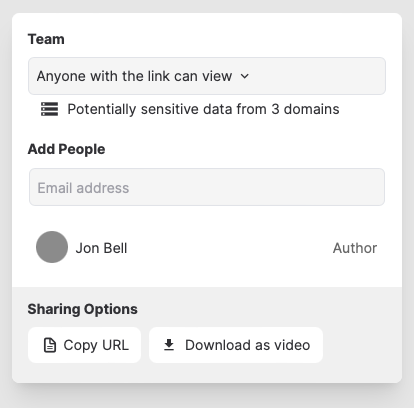 Team
Anyone with the link can view
Potentially sensitive data from 3 domains
Add People
Email address
Jon Bell Author
Sharing Options
Copy URL Download as video